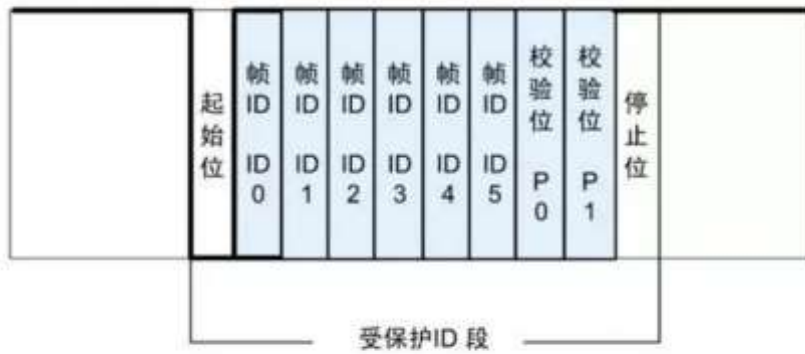 起始位
帧ID ID0
帧ID ID1
帧ID ID2
帧ID ID3
帧ID ID4
帧ID ID5
校验位 P0
校验位 P1
停止位
受保护ID 段